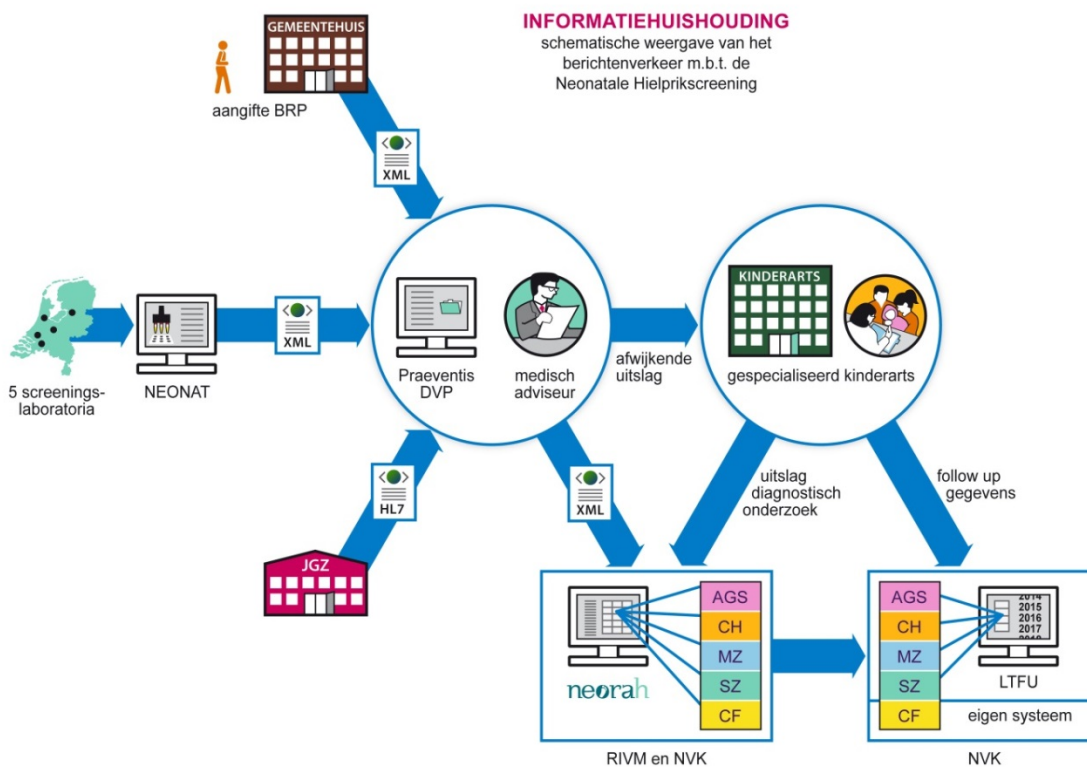 INFORMATIEHUISHOUDING
schematische weergave van het
berichtenverkeer m.b.t. de
Neonatale Hielprikscreening
GEMEENTEHUIS
aangifte BRP
XML
5 screenings-
laboratoria
NEONAT
XML
Praeventis
DVP
medisch
adviseur
afwijkende
uitslag
KINDERARTS
gespecialiseerd kinderarts
HL7
JGZ
XML
uitslag
diagnostisch
onderzoek
follow up
gegevens
neorah
AGS
CH
MZ
SZ
CF
RIVM en NVK
AGS
CH
MZ
SZ
CF
2014
2015
2016
2017
2018
LTFU
eigen systeem
NVK